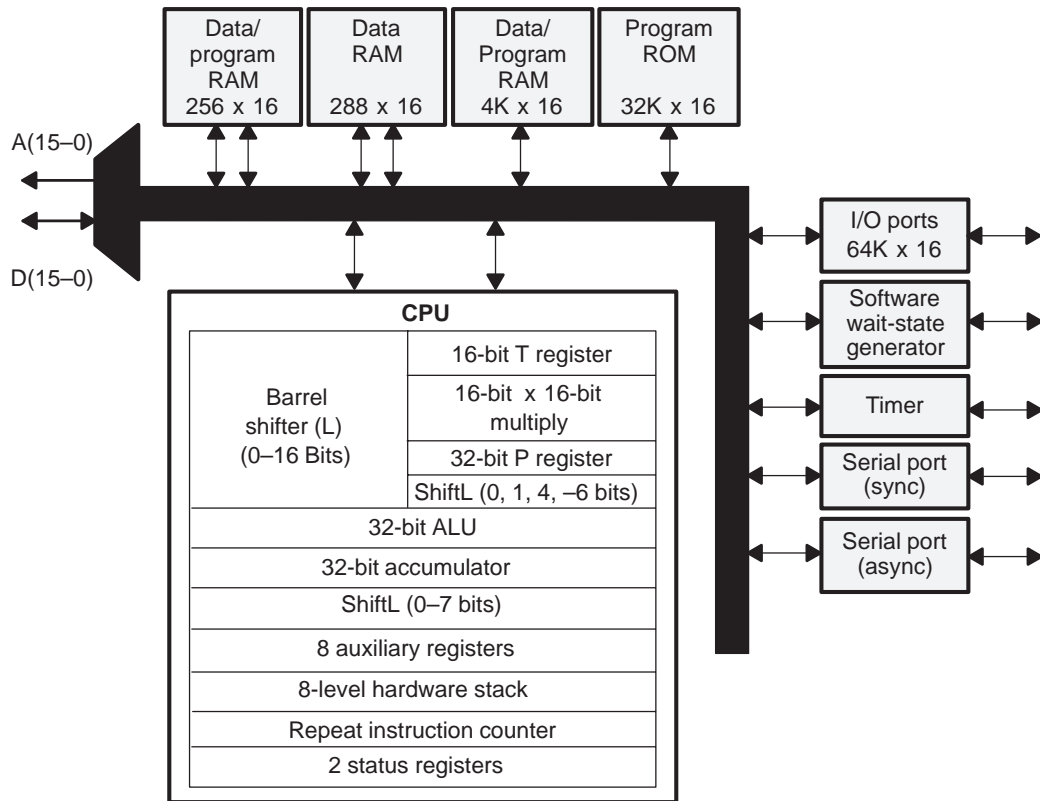 Data/
program
RAM
256 x 16
Data
RAM
288 x 16
Data/
Program
RAM
4K x 16
Program
ROM
32K x 16
A(15–0)
D(15–0)
I/O ports
64K x 16
Software
wait-state
generator
Timer
Serial port
(sync)
Serial port
(async)
CPU
Barrel
shifter (L)
(0–16 Bits)
16-bit T register
16-bit x 16-bit
multiply
32-bit P register
ShiftL (0, 1, 4, –6 bits)
32-bit ALU
32-bit accumulator
ShiftL (0–7 bits)
8 auxiliary registers
8-level hardware stack
Repeat instruction counter
2 status registers